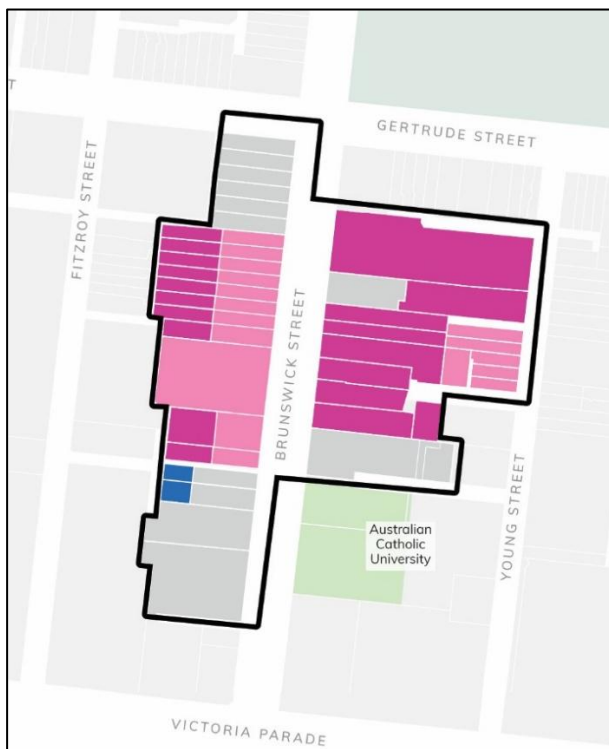 T
GERTRUDE STREET
FITZROY STREET
BRUNSWICK STREET
Australian
Catholic
University
YOUNG STREET
VICTORIA PARADE